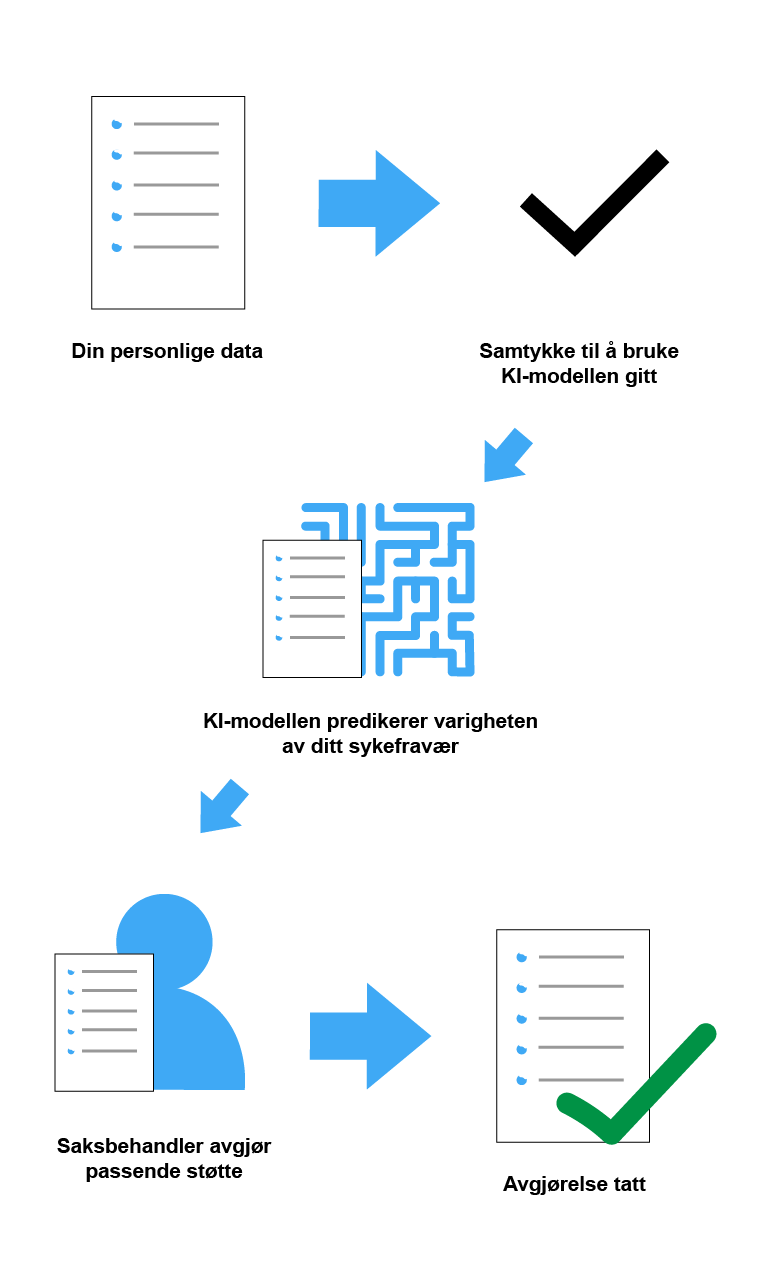 Din personlige data
Samtykke til å bruke
KI-modellen gitt
KI-modellen predikerer varigheten
av ditt sykefravær
Saksbehandler avgjør
passende støtte
Avgjørelse tatt